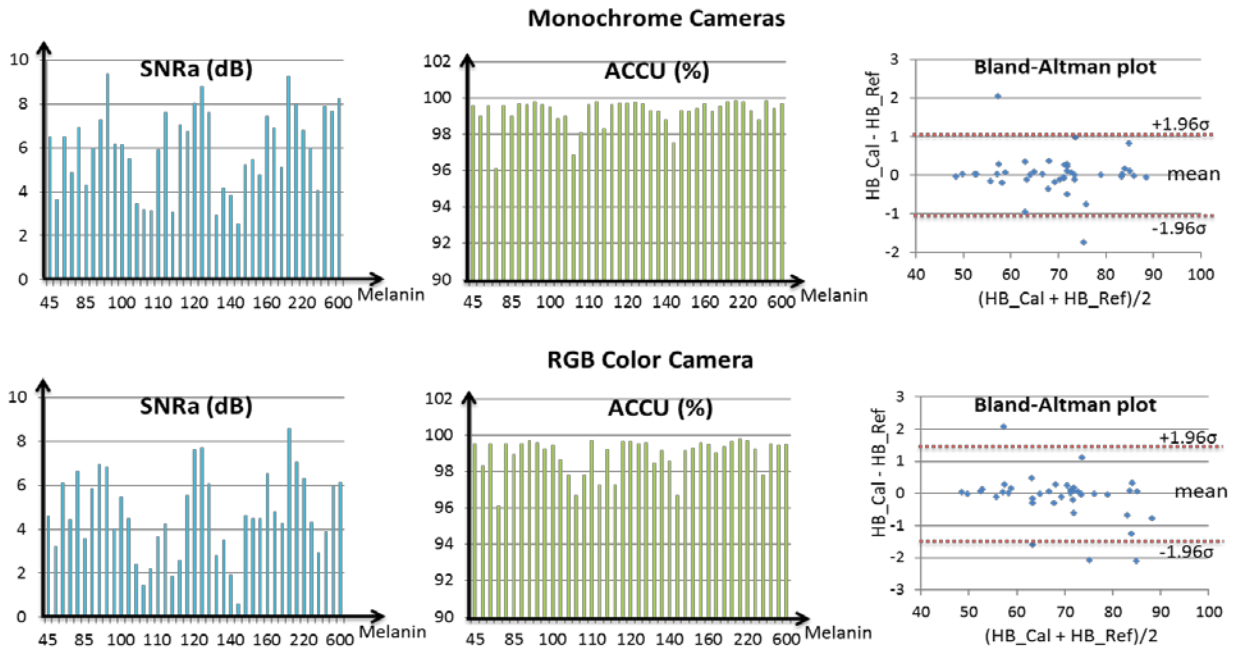 Monochrome Cameras
SNRa (dB)
10
8
6
4
2
0
45 85 100 110 120 140 160 220 600
Melanin
ACCU (%)
102
100
98
96
94
92
90
45 85 100 110 120 140 160 220 600
Melanin
Bland-Altman plot
HB_Cal - HB_Ref
3
2
1
0
-1
-2
+1.96σ
mean
-1.96σ
40 50 60 70 80 90 100
(HB_Cal + HB_Ref)/2
RGB Color Camera
SNRa (dB)
10
8
6
4
2
0
45 85 100 110 120 140 160 220 600
Melanin
ACCU (%)
102
100
98
96
94
92
90
45 85 100 110 120 140 160 220 600
Melanin
Bland-Altman plot
HB_Cal - HB_Ref
3
2
1
0
-1
-2
-3
+1.96σ
mean
-1.96σ
40 50 60 70 80 90 100
(HB_Cal + HB_Ref)/2